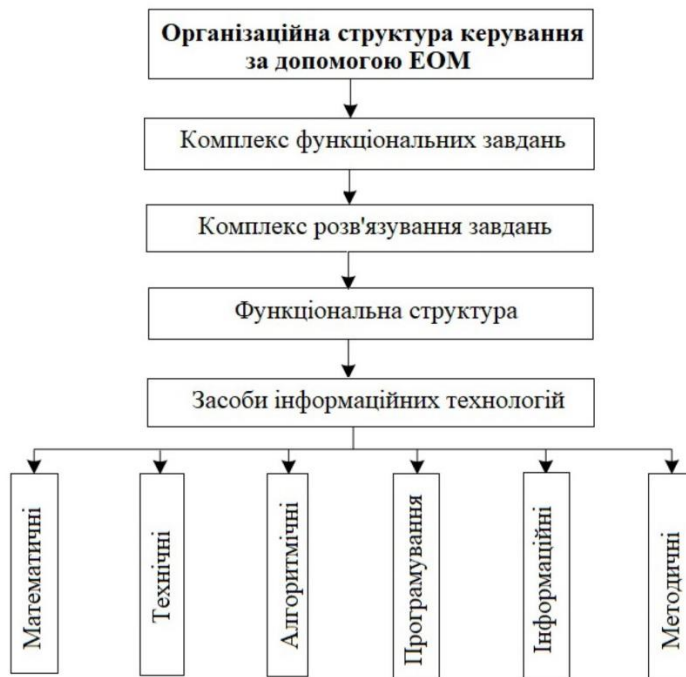 Організаційна структура керування
за допомогою ЕОМ
Комплекс функціональних завдань
Комплекс розв'язування завдань
Функціональна структура
Засоби інформаційних технологій
Математичні
Технічні
Алгоритмічні
Програмування
Інформаційні
Методичні